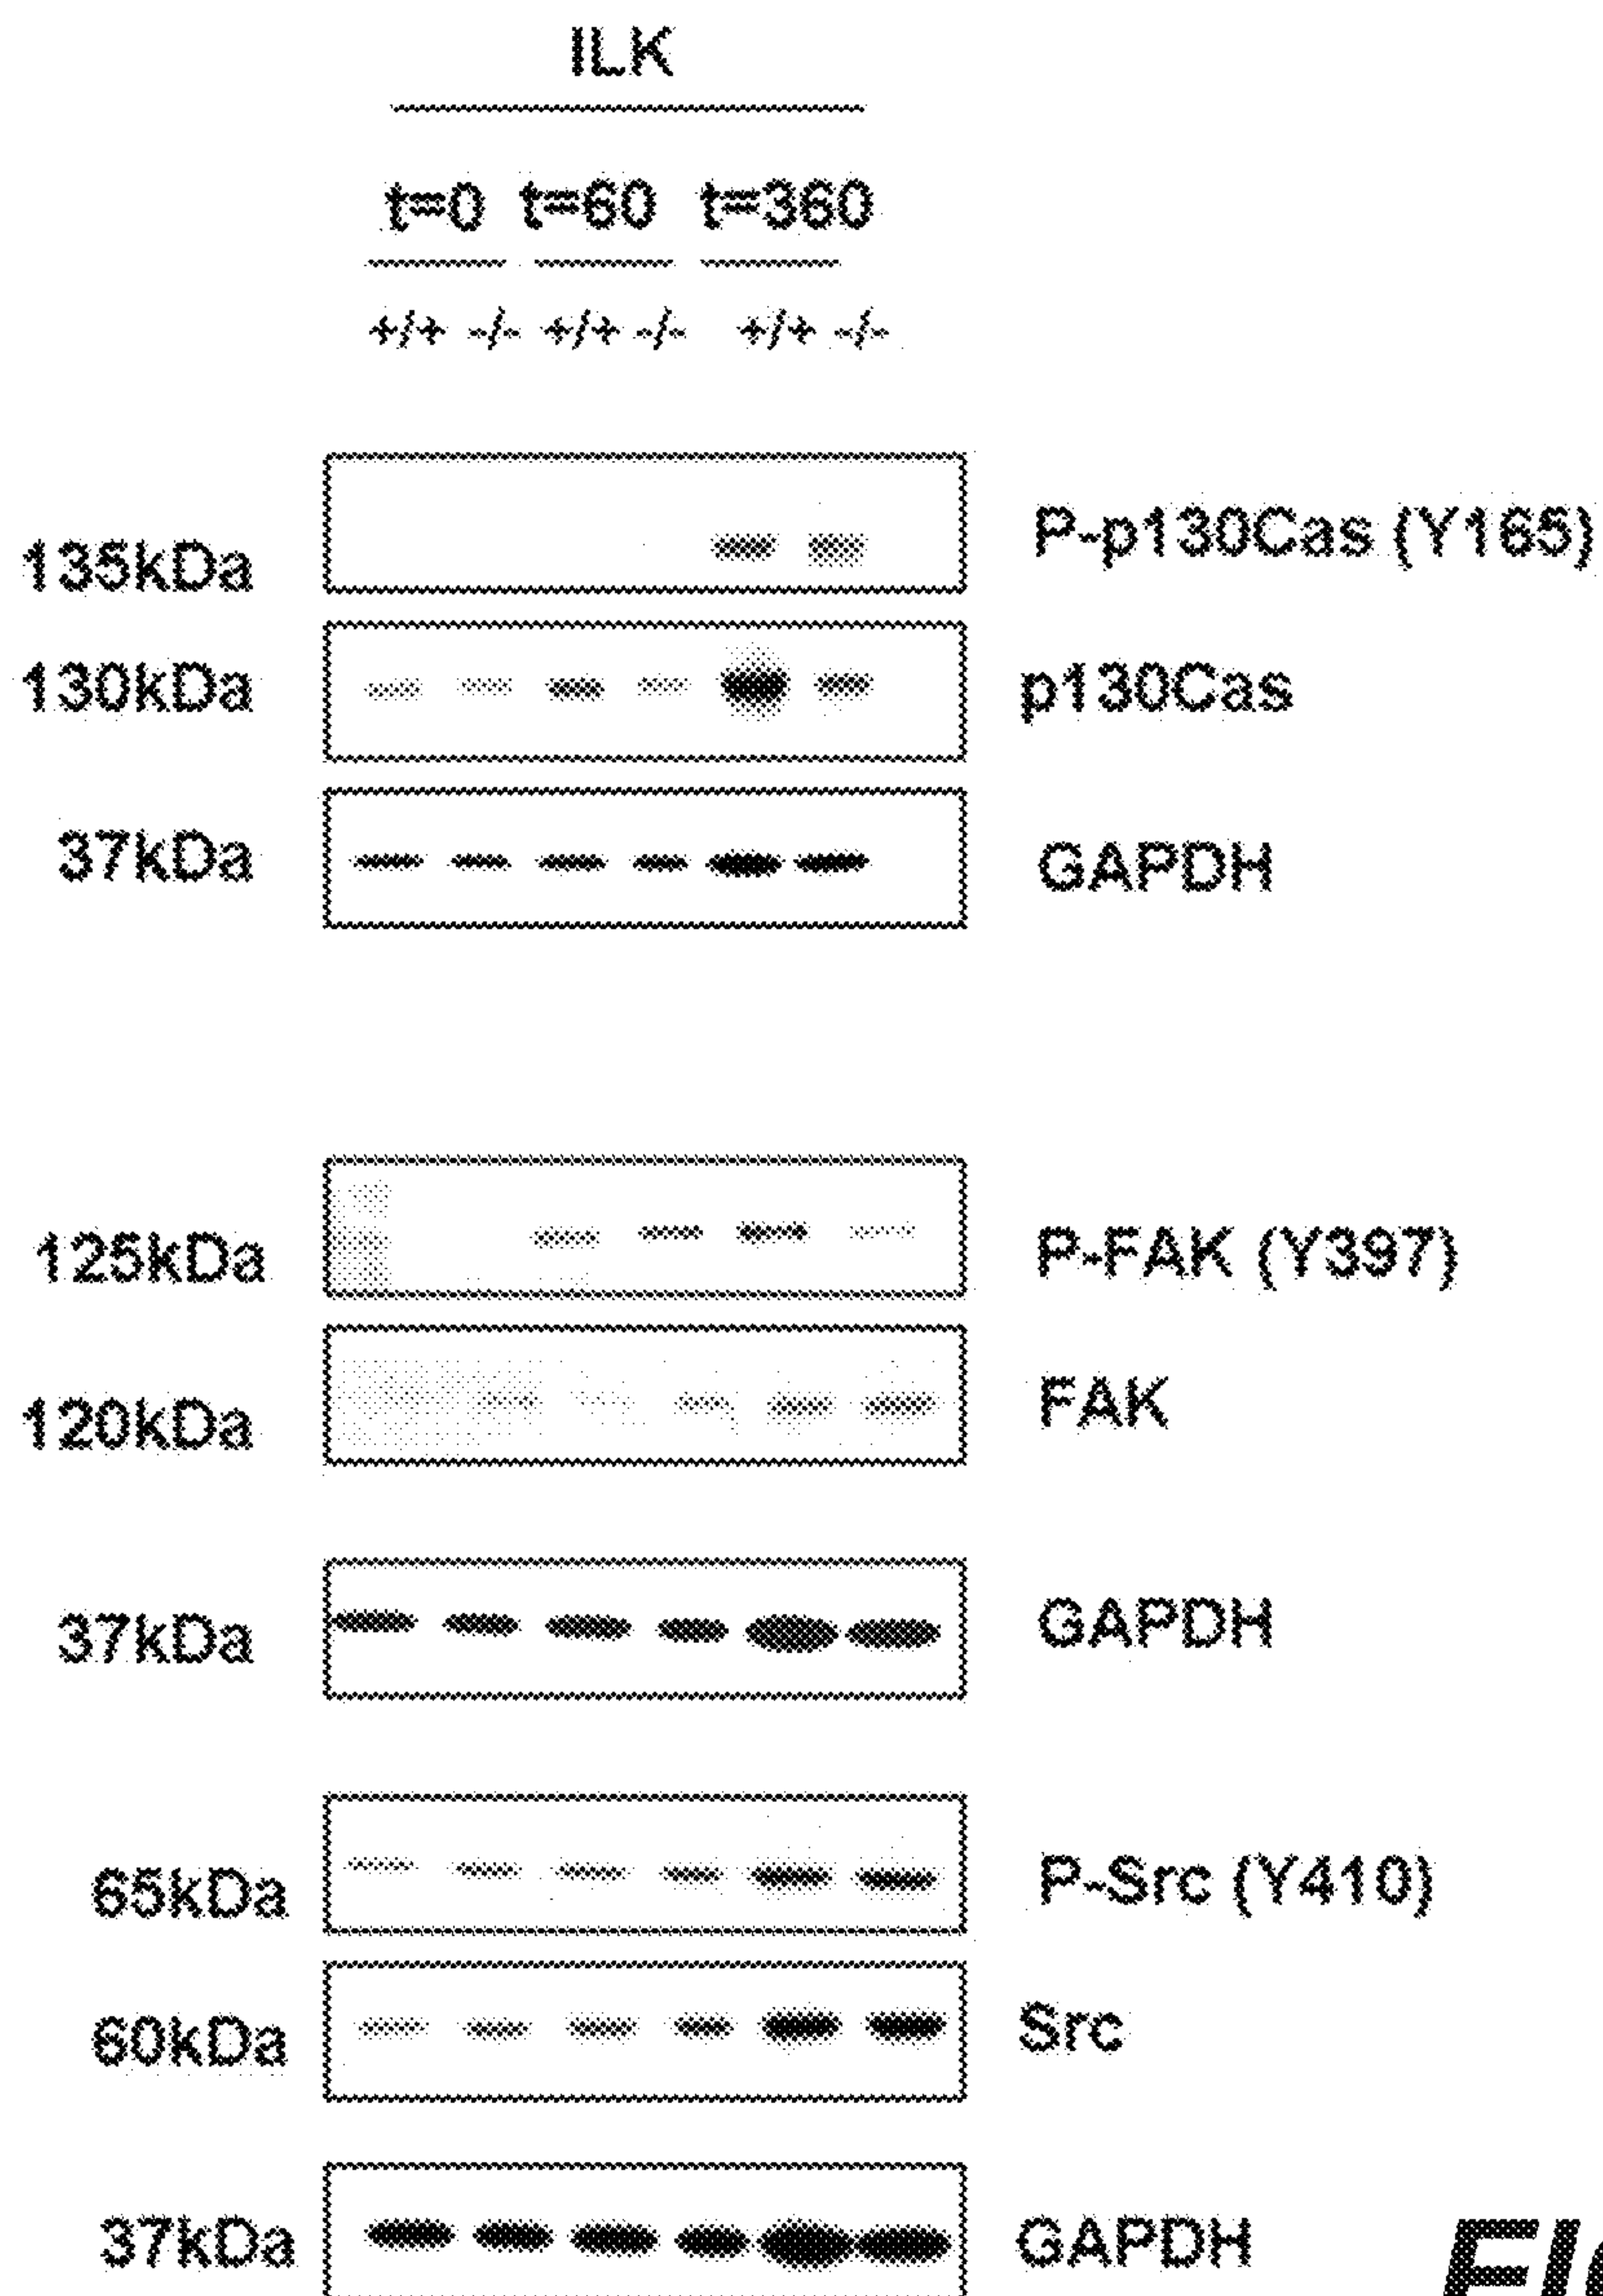 ILK
t=0 t=60 t=360
+/+ -/- +/+ -/- +/+ -/-
135kDa P-p130Cas (Y165)
130kDa p130Cas
37kDa GAPDH
125kDa P-FAK (Y397)
120kDa FAK
37kDa GAPDH
65kDa P-Src (Y410)
60kDa Src
37kDa GAPDH